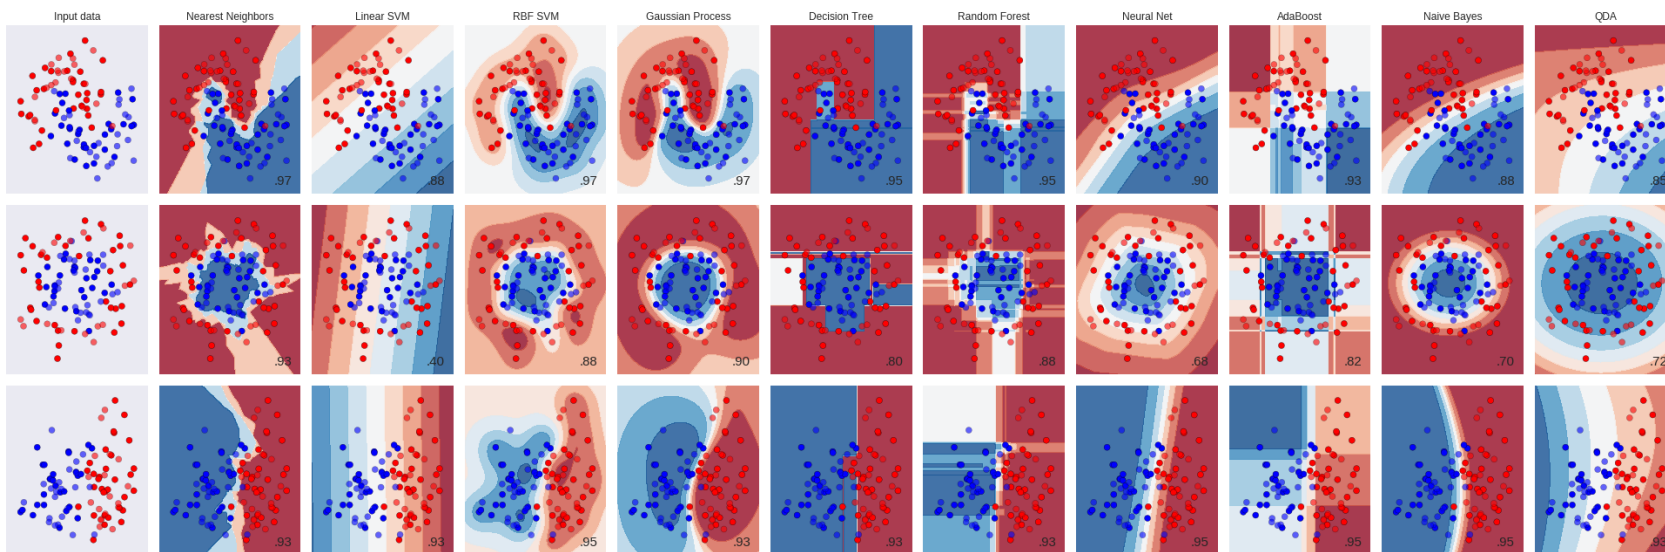 Input data
Nearest Neighbors
Linear SVM
RBF SVM
Gaussian Process
Decision Tree
Random Forest
Neural Net
AdaBoost
Naive Bayes
QDA
.97
.88
.97
.97
.95
.95
.90
.93
.88
.85
.93
.40
.88
.90
.80
.88
.68
.82
.70
.72
.93
.93
.95
.93
.93
.93
.95
.95
.95
.93